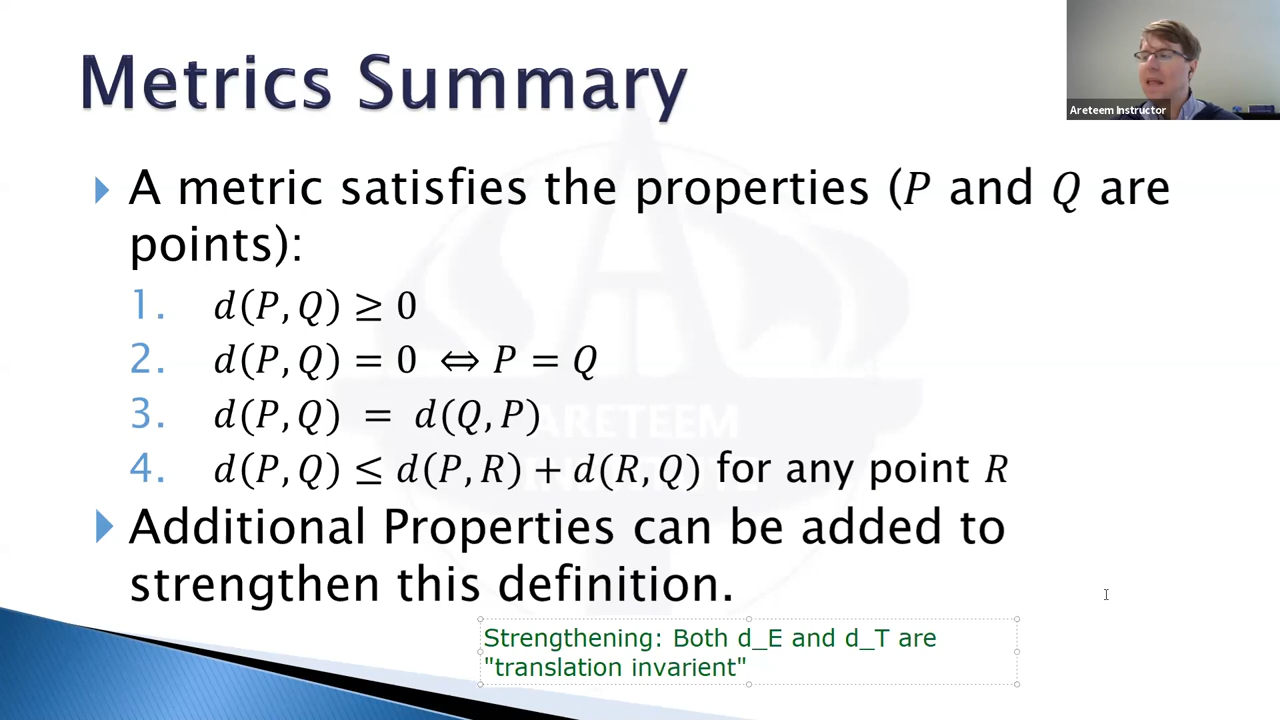 Metrics Summary
Areteem Instructor
A metric satisfies the properties (P and Q are
points):
1. d(P, Q) ≥ 0
2. d(P, Q) = 0 ⇔ P = Q
3. d(P, Q) = d(Q, P)
4. d(P, Q) ≤ d(P, R) + d(R, Q) for any point R
Additional Properties can be added to
strengthen this definition.
Strengthening: Both d_E and d_T are
"translation invarient"
ARETEEM